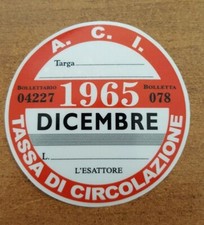 A. C. I.
Targa
BOLLETTARIO BOLLETTA
04227 1965 078
DICEMBRE
L.
L'ESATTORE
TASSA DI CIRCOLAZIONE